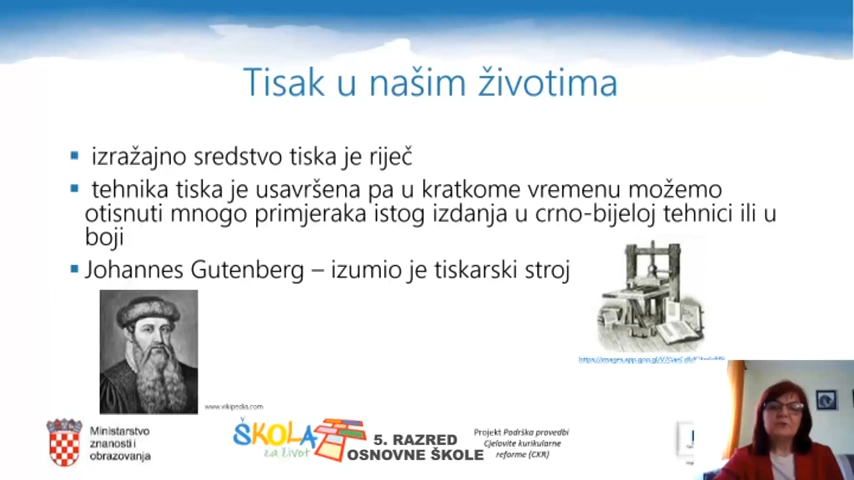 Tisak u našim životima
izražajno sredstvo tiska je riječ
tehnika tiska je usavršena pa u kratkome vremenu možemo
otisnuti mnogo primjeraka istog izdanja u crno-bijeloj tehnici ili u
boji
Johannes Gutenberg – izumio je tiskarski stroj
www.vikipedia.com
Ministarstvo
znanosti i
obrazovanja
ŠKOLA
za život
5. RAZRED
OSNOVNE ŠKOLE
Projekt Podrška provedbi
Cjelovite kurikularne
reforme (CKR)